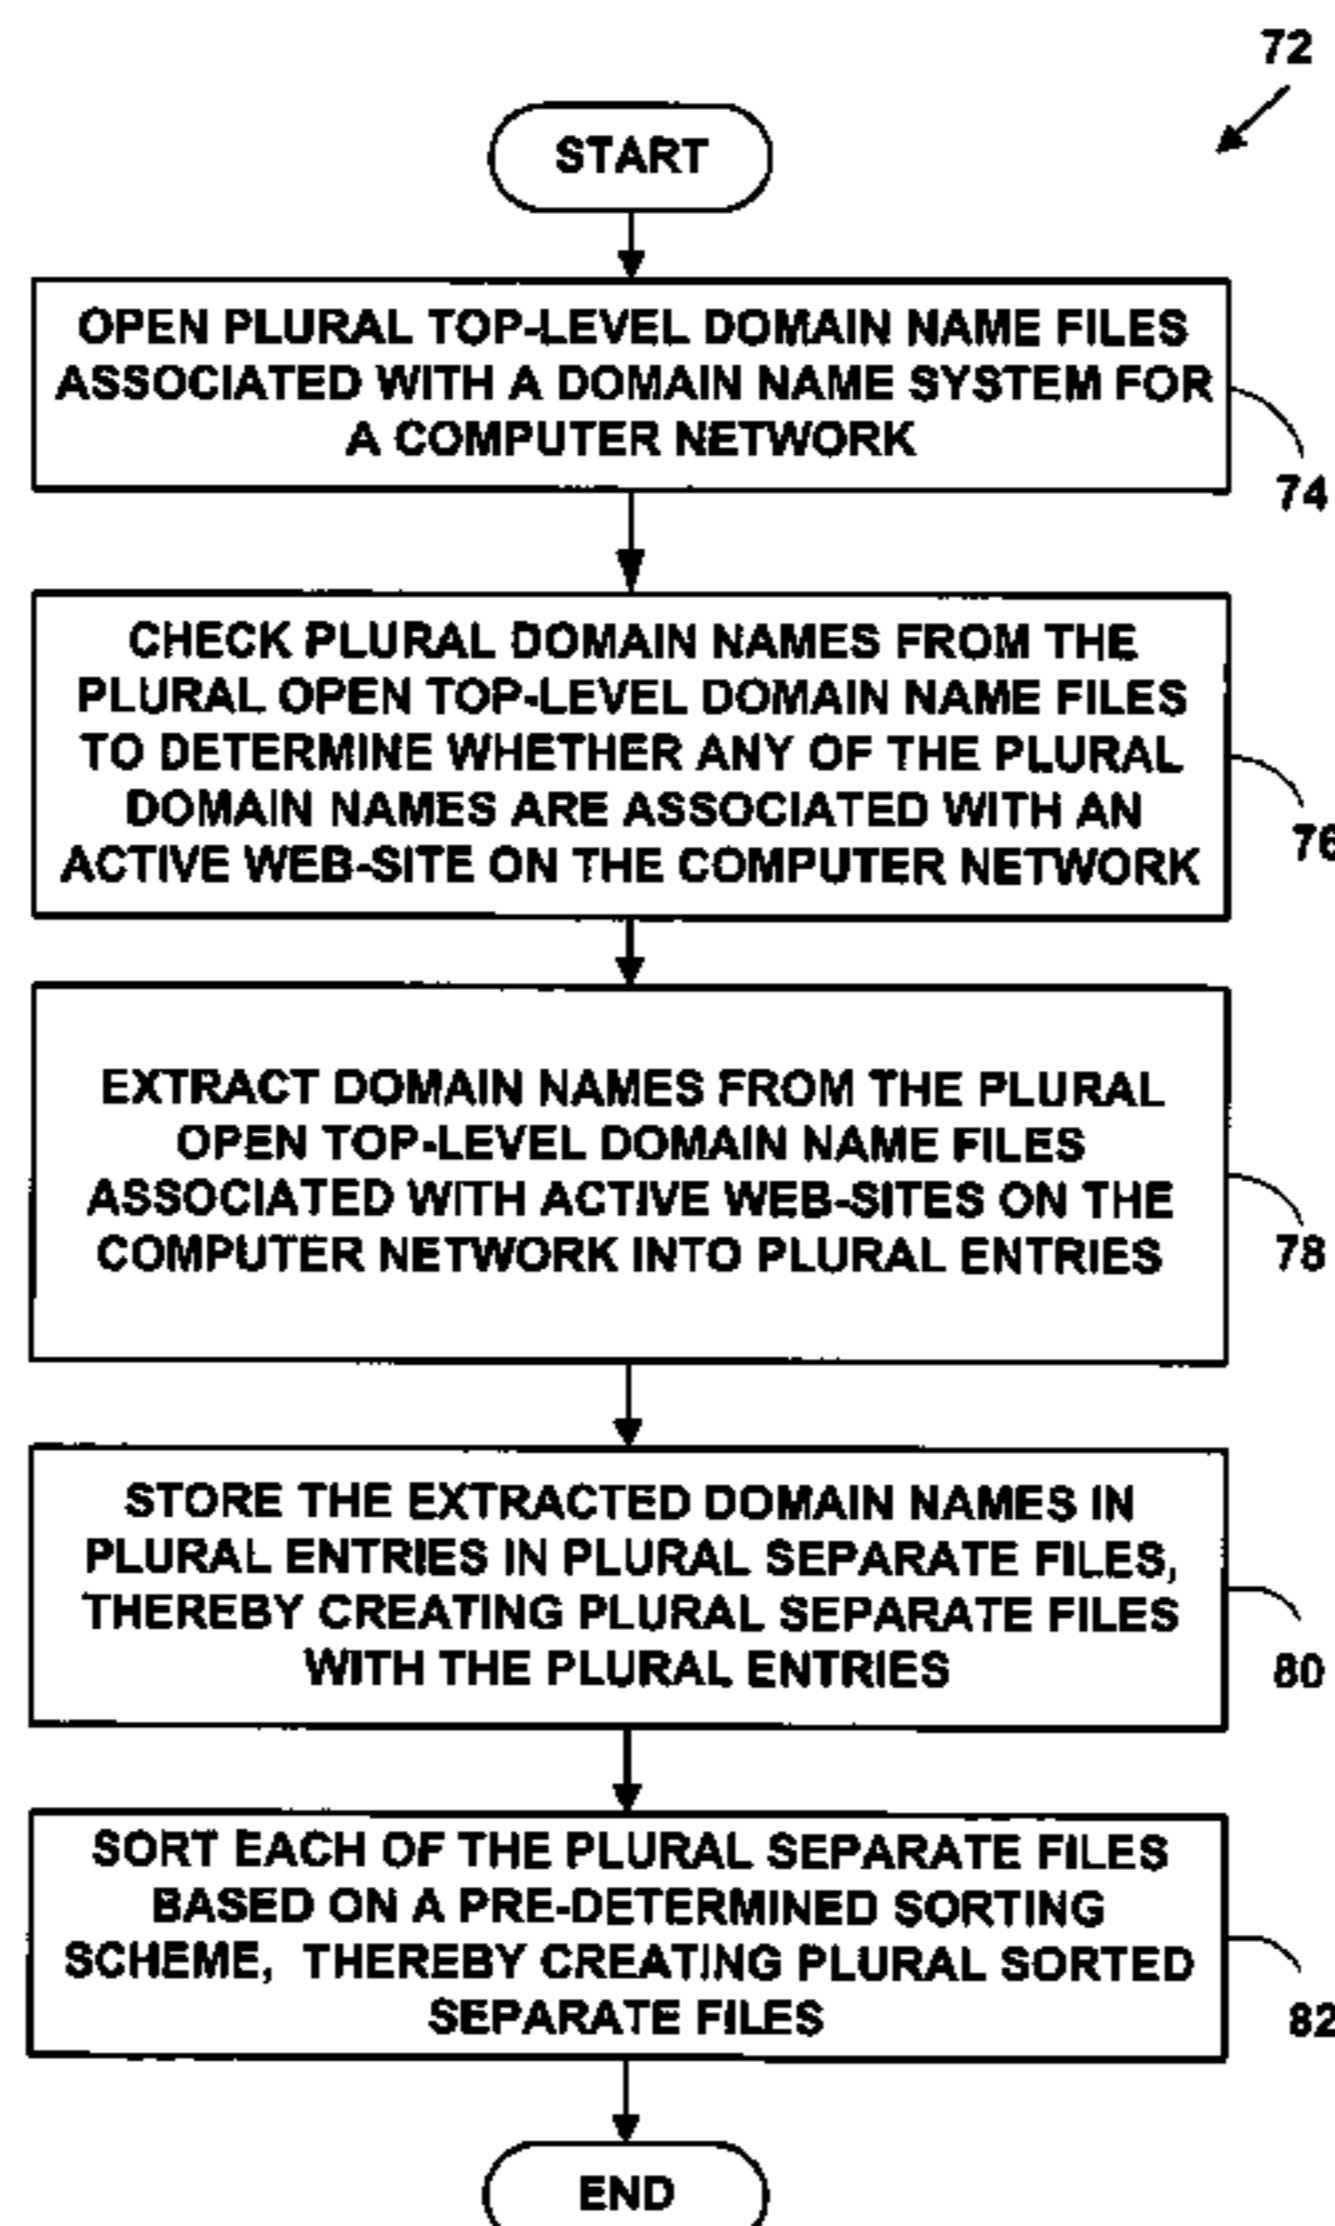 72
START
OPEN PLURAL TOP-LEVEL DOMAIN NAME FILES
ASSOCIATED WITH A DOMAIN NAME SYSTEM FOR
A COMPUTER NETWORK
74
CHECK PLURAL DOMAIN NAMES FROM THE
PLURAL OPEN TOP-LEVEL DOMAIN NAME FILES
TO DETERMINE WHETHER ANY OF THE PLURAL
DOMAIN NAMES ARE ASSOCIATED WITH AN
ACTIVE WEB-SITE ON THE COMPUTER NETWORK
76
EXTRACT DOMAIN NAMES FROM THE PLURAL
OPEN TOP-LEVEL DOMAIN NAME FILES
ASSOCIATED WITH ACTIVE WEB-SITES ON THE
COMPUTER NETWORK INTO PLURAL ENTRIES
78
STORE THE EXTRACTED DOMAIN NAMES IN
PLURAL ENTRIES IN PLURAL SEPARATE FILES,
THEREBY CREATING PLURAL SEPARATE FILES
WITH THE PLURAL ENTRIES
80
SORT EACH OF THE PLURAL SEPARATE FILES
BASED ON A PRE-DETERMINED SORTING
SCHEME, THEREBY CREATING PLURAL SORTED
SEPARATE FILES
82
END